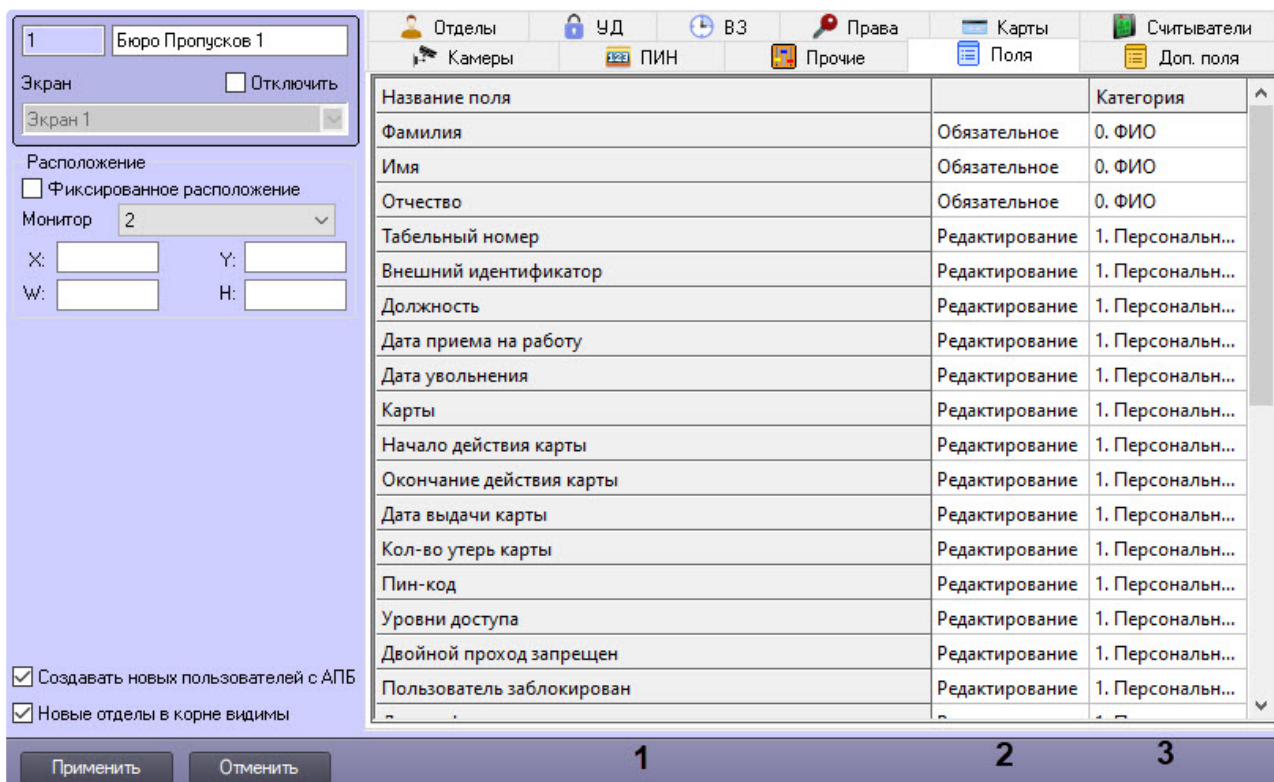 1 Бюро Пропусков 1
Экран Отключить
Экран 1
Расположение
Фиксированное расположение
Монитор 2
X: Y:
W: H:
Создавать новых пользователей с АПБ
Новые отделы в корне видимы
Применить Отменить
Отделы УД ВЗ Права Карты Считыватели
Камеры ПИН Прочие Поля Доп. поля
Название поля Категория
Фамилия Обязательное 0. ФИО
Имя Обязательное 0. ФИО
Отчество Обязательное 0. ФИО
Табельный номер Редактирование 1. Персональн...
Внешний идентификатор Редактирование 1. Персональн...
Должность Редактирование 1. Персональн...
Дата приема на работу Редактирование 1. Персональн...
Дата увольнения Редактирование 1. Персональн...
Карты Редактирование 1. Персональн...
Начало действия карты Редактирование 1. Персональн...
Окончание действия карты Редактирование 1. Персональн...
Дата выдачи карты Редактирование 1. Персональн...
Кол-во утерь карты Редактирование 1. Персональн...
Пин-код Редактирование 1. Персональн...
Уровни доступа Редактирование 1. Персональн...
Двойной проход запрещен Редактирование 1. Персональн...
Пользователь заблокирован Редактирование 1. Персональн...
1 2 3